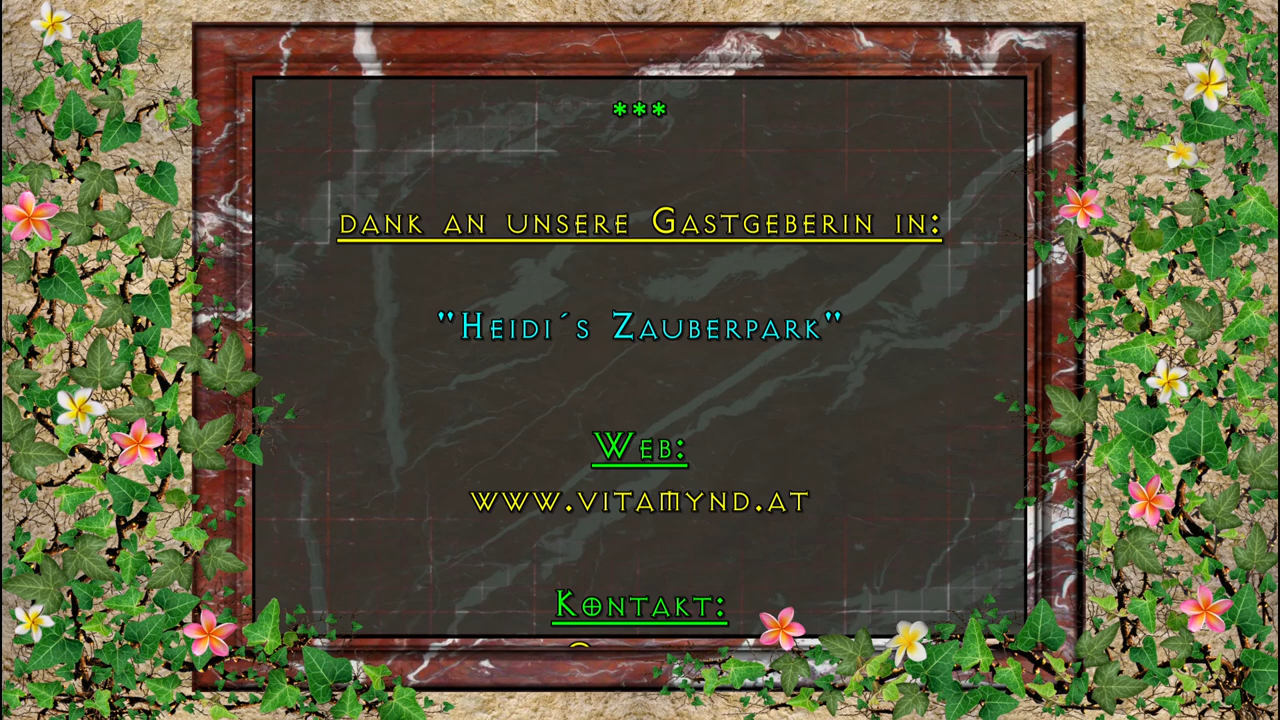 ***
dank an unsere Gastgeberin in:
"Heidi´s Zauberpark"
Web:
www.vitamynd.at
Kontakt: